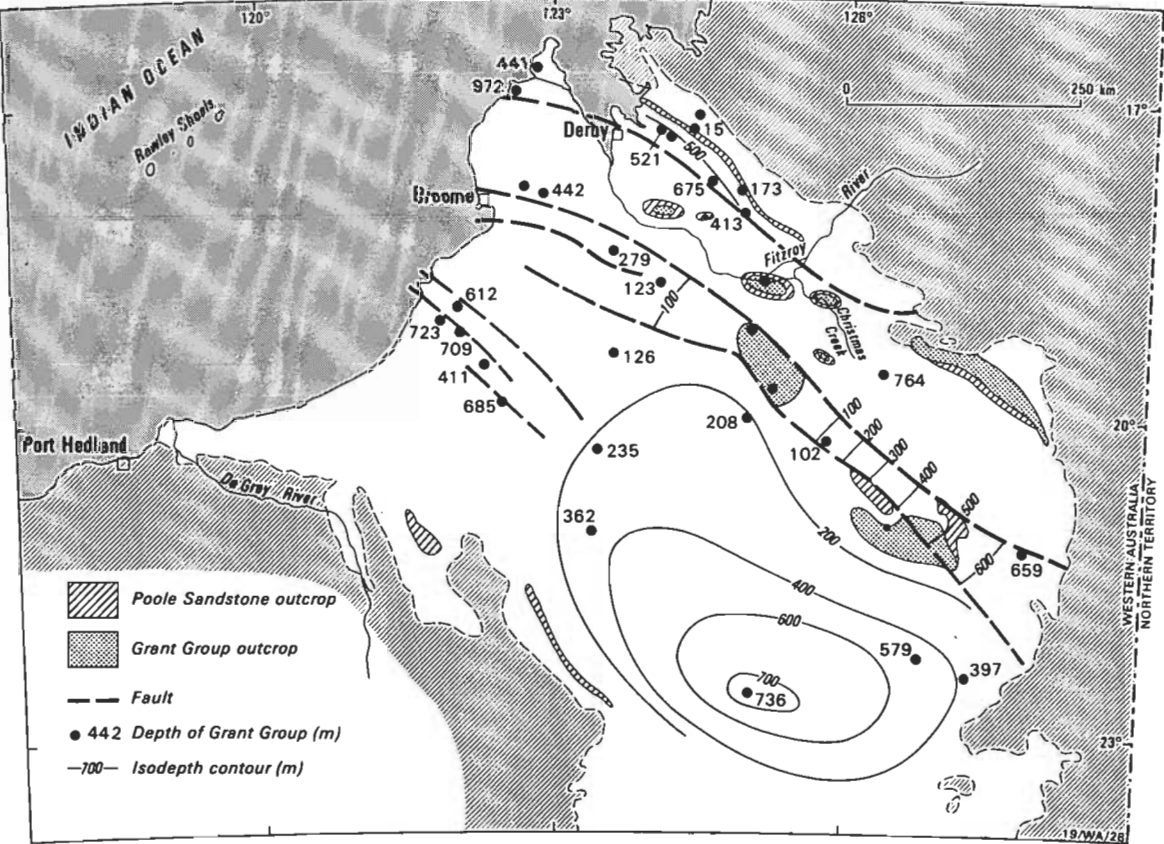 120°
123°
126°
INDIAN OCEAN
Rowley Shoals
441
972
0
250 km
17°
Derby
15
521
500
675
173
River
Broome
442
413
Fitzroy
279
123
100
612
723
709
Christmas
Creek
126
411
764
685
208
100
200
102
300
20°
Port Hedland
235
400
De Grey River
500
362
200
600
659
WESTERN AUSTRALIA
NORTHERN TERRITORY
400
Poole Sandstone outcrop
600
Grant Group outcrop
579
397
700
736
Fault
442 Depth of Grant Group (m)
23°
700 Isodepth contour (m)
19/WA/28